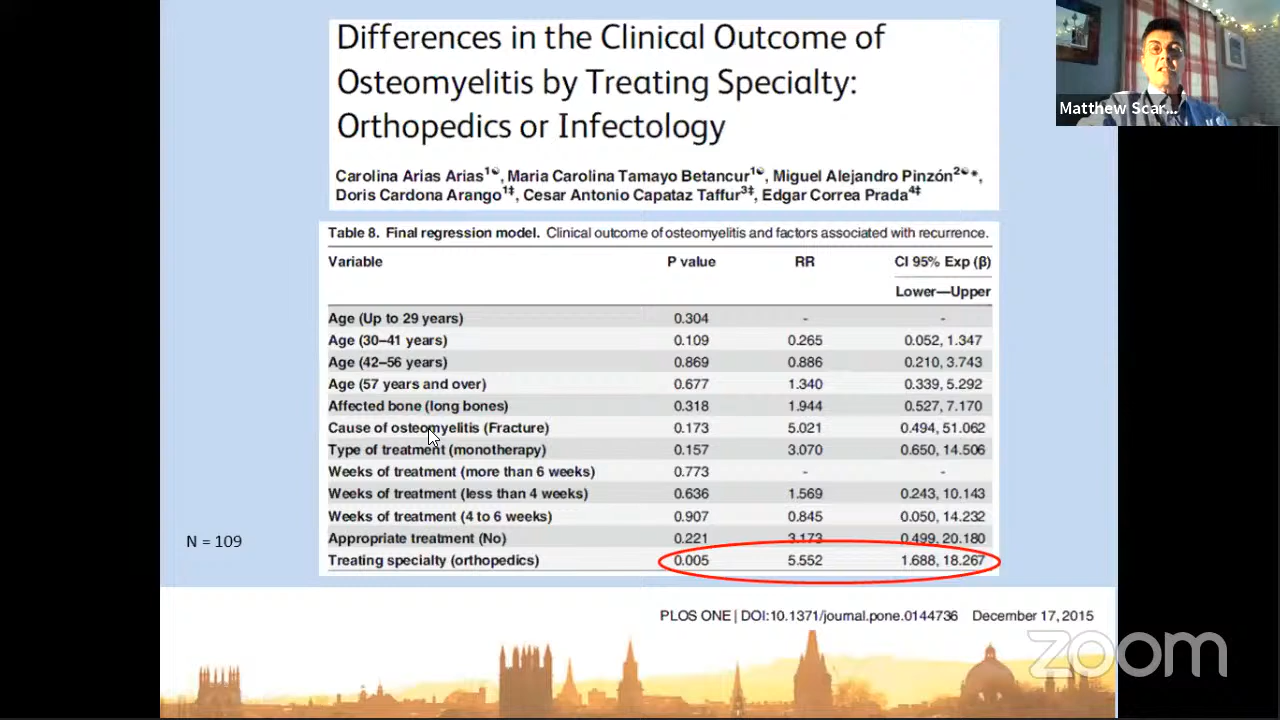 Differences in the Clinical Outcome of
Osteomyelitis by Treating Specialty:
Orthopedics or Infectology
Matthew Scar...
Carolina Arias Arias1☯, Maria Carolina Tamayo Betancur1☯, Miguel Alejandro Pinzón2☯*,
Doris Cardona Arango1‡, Cesar Antonio Capataz Taffur3‡, Edgar Correa Prada4‡
Table 8. Final regression model. Clinical outcome of osteomyelitis and factors associated with recurrence.
Variable P value RR CI 95% Exp (β)
Lower—Upper
Age (Up to 29 years) 0.304 - -
Age (30–41 years) 0.109 0.265 0.052, 1.347
Age (42–56 years) 0.869 0.886 0.210, 3.743
Age (57 years and over) 0.677 1.340 0.339, 5.292
Affected bone (long bones) 0.318 1.944 0.527, 7.170
Cause of osteomyelitis (Fracture) 0.173 5.021 0.494, 51.062
Type of treatment (monotherapy) 0.157 3.070 0.650, 14.506
Weeks of treatment (more than 6 weeks) 0.773 - -
Weeks of treatment (less than 4 weeks) 0.636 1.569 0.243, 10.143
Weeks of treatment (4 to 6 weeks) 0.907 0.845 0.050, 14.232
Appropriate treatment (No) 0.221 3.173 0.499, 20.180
N = 109
Treating specialty (orthopedics) 0.005 5.552 1.688, 18.267
PLOS ONE | DOI:10.1371/journal.pone.0144736 December 17, 2015
zoom